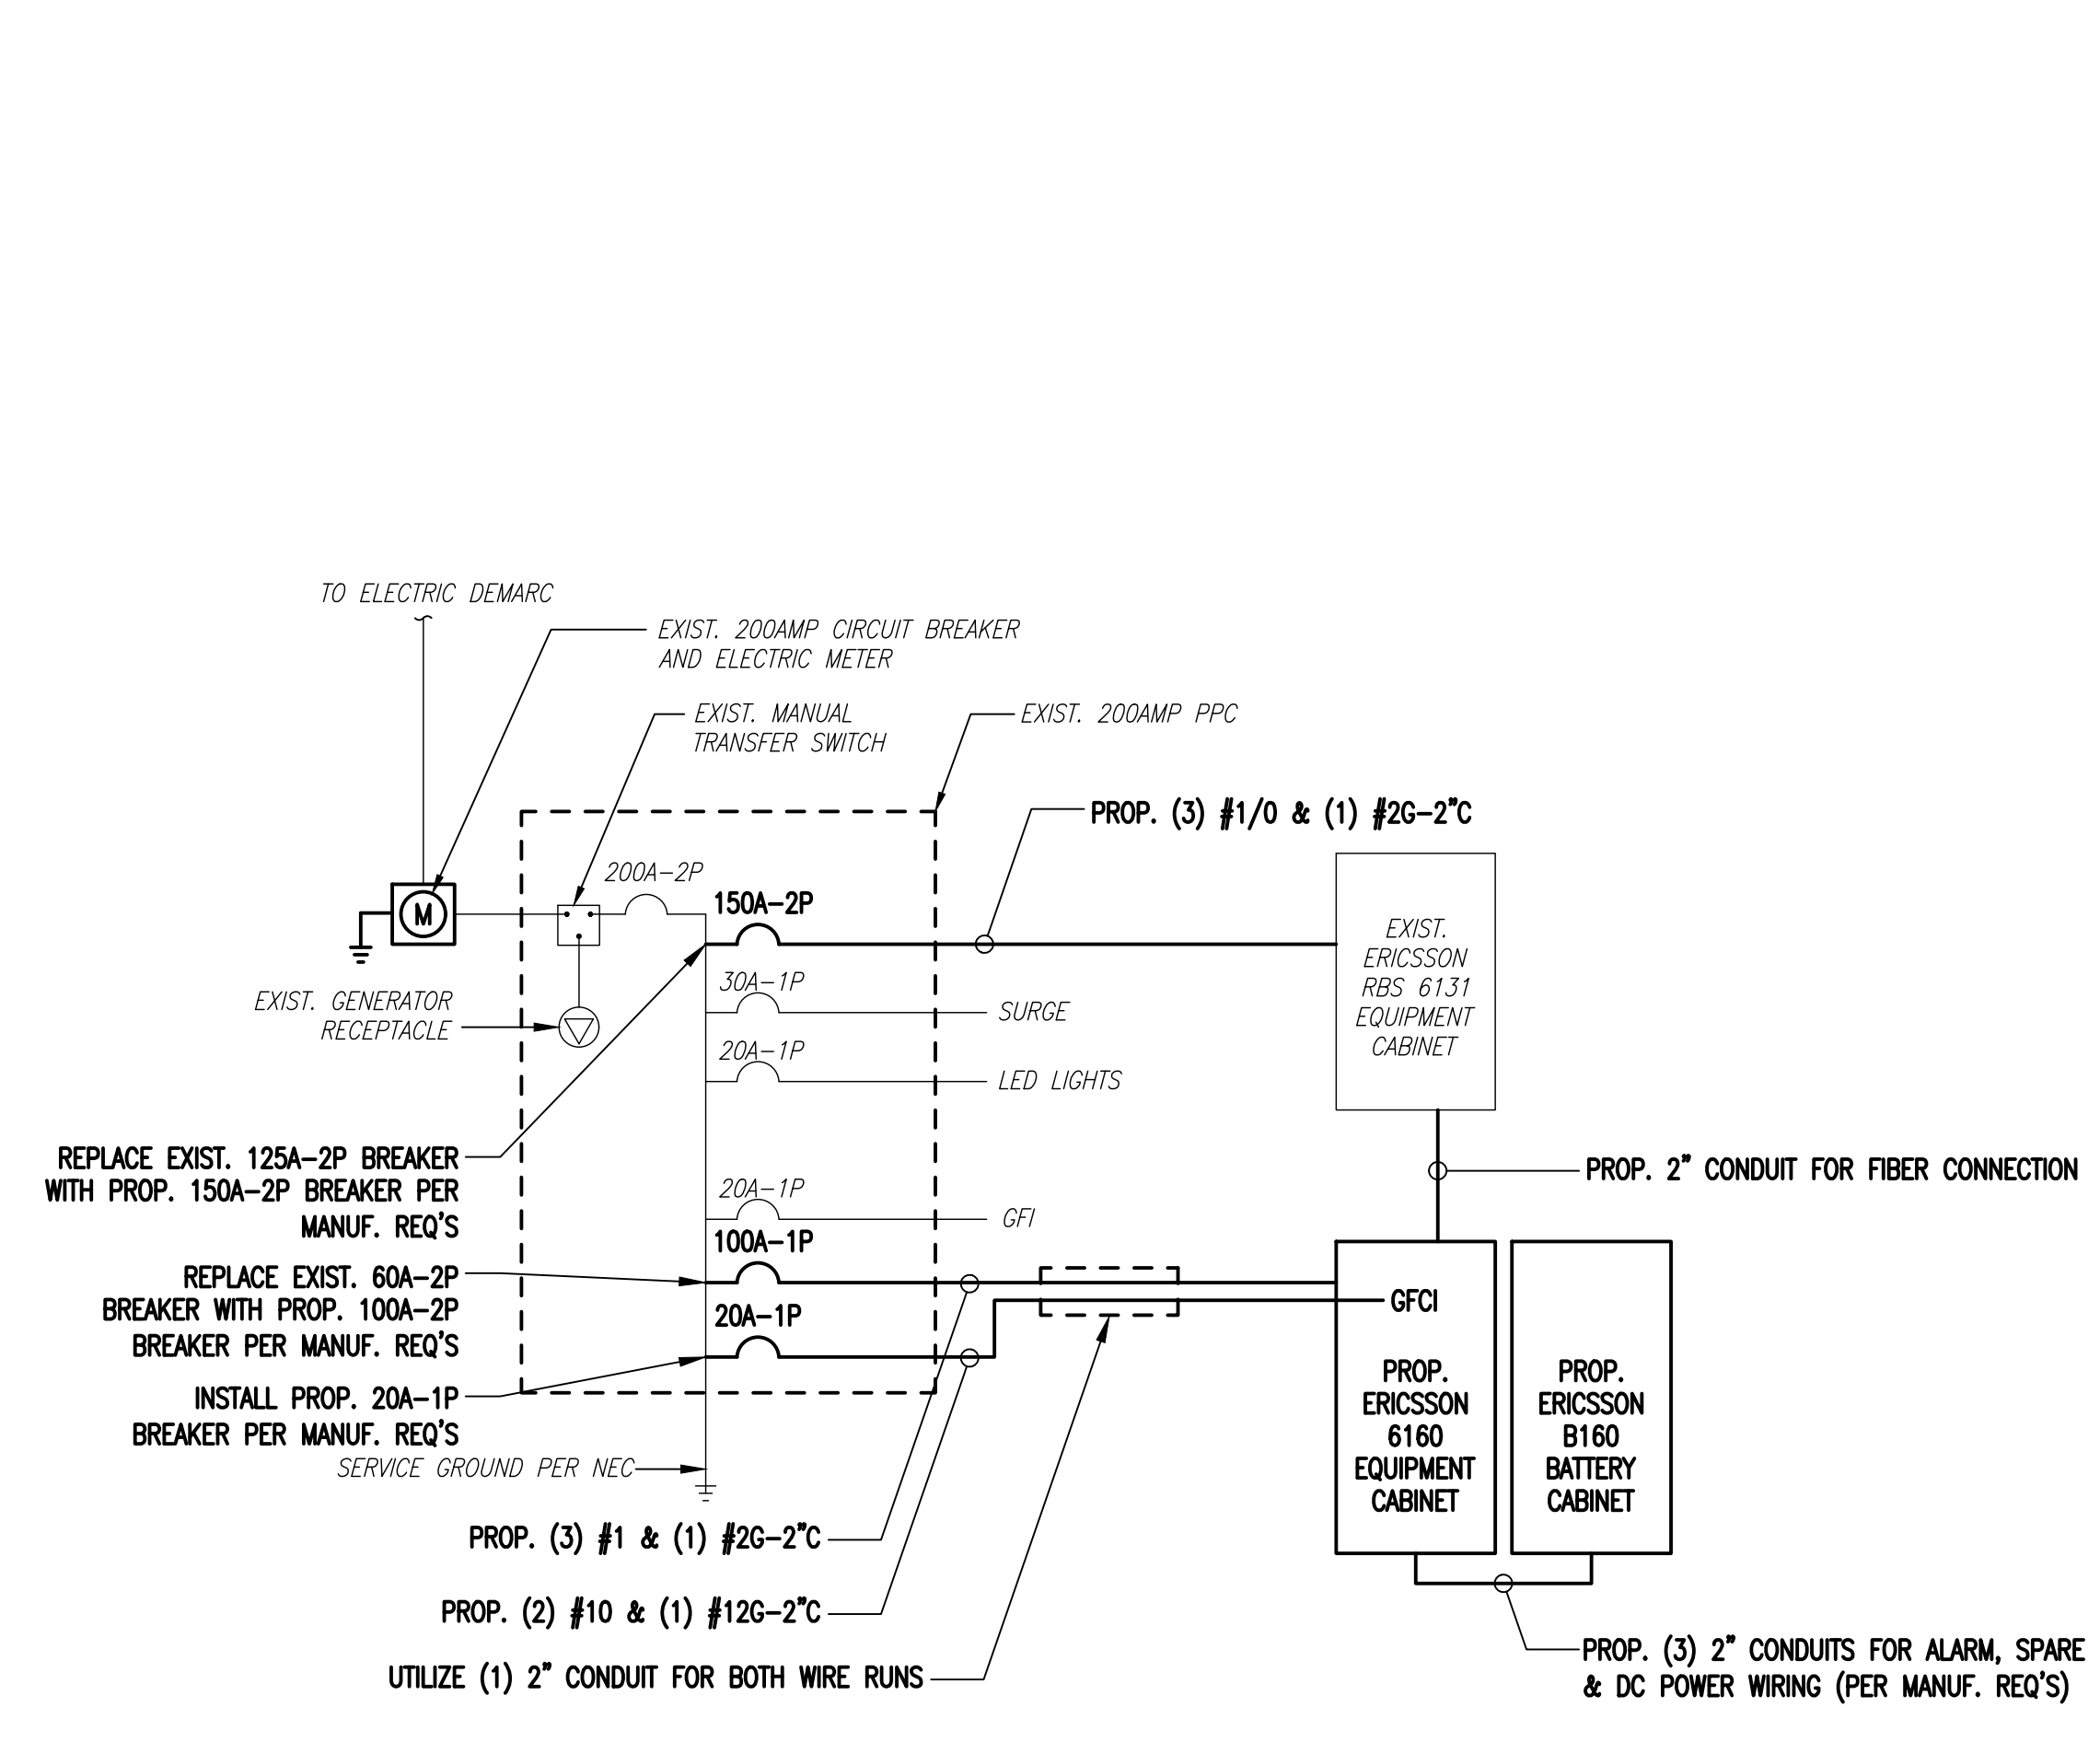 TO ELECTRIC DEMARC
EXIST. 200AMP CIRCUIT BREAKER
AND ELECTRIC METER
EXIST. MANUAL
TRANSFER SWITCH
EXIST. 200AMP PPC
PROP. (3) #1/0 & (1) #2G-2"C
200A-2P
150A-2P
M
EXIST.
ERICSSON
RBS 6131
EQUIPMENT
CABINET
30A-1P
SURGE
EXIST. GENERATOR
RECEPTACLE
20A-1P
LED LIGHTS
REPLACE EXIST. 125A-2P BREAKER
WITH PROP. 150A-2P BREAKER PER
MANUF. REQ'S
PROP. 2" CONDUIT FOR FIBER CONNECTION
20A-1P
GFI
100A-1P
REPLACE EXIST. 60A-2P
BREAKER WITH PROP. 100A-2P
BREAKER PER MANUF. REQ'S
20A-1P
GFCI
INSTALL PROP. 20A-1P
BREAKER PER MANUF. REQ'S
PROP.
ERICSSON
6160
EQUIPMENT
CABINET
PROP.
ERICSSON
B160
BATTERY
CABINET
SERVICE GROUND PER NEC
PROP. (3) #1 & (1) #2G-2"C
PROP. (2) #10 & (1) #12G-2"C
UTILIZE (1) 2" CONDUIT FOR BOTH WIRE RUNS
PROP. (3) 2" CONDUITS FOR ALARM, SPARE
& DC POWER WIRING (PER MANUF. REQ'S)